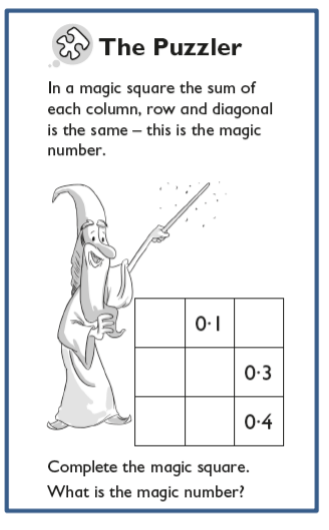 The Puzzler
In a magic square the sum of
each column, row and diagonal
is the same – this is the magic
number.
0·1
0·3
0·4
Complete the magic square.
What is the magic number?